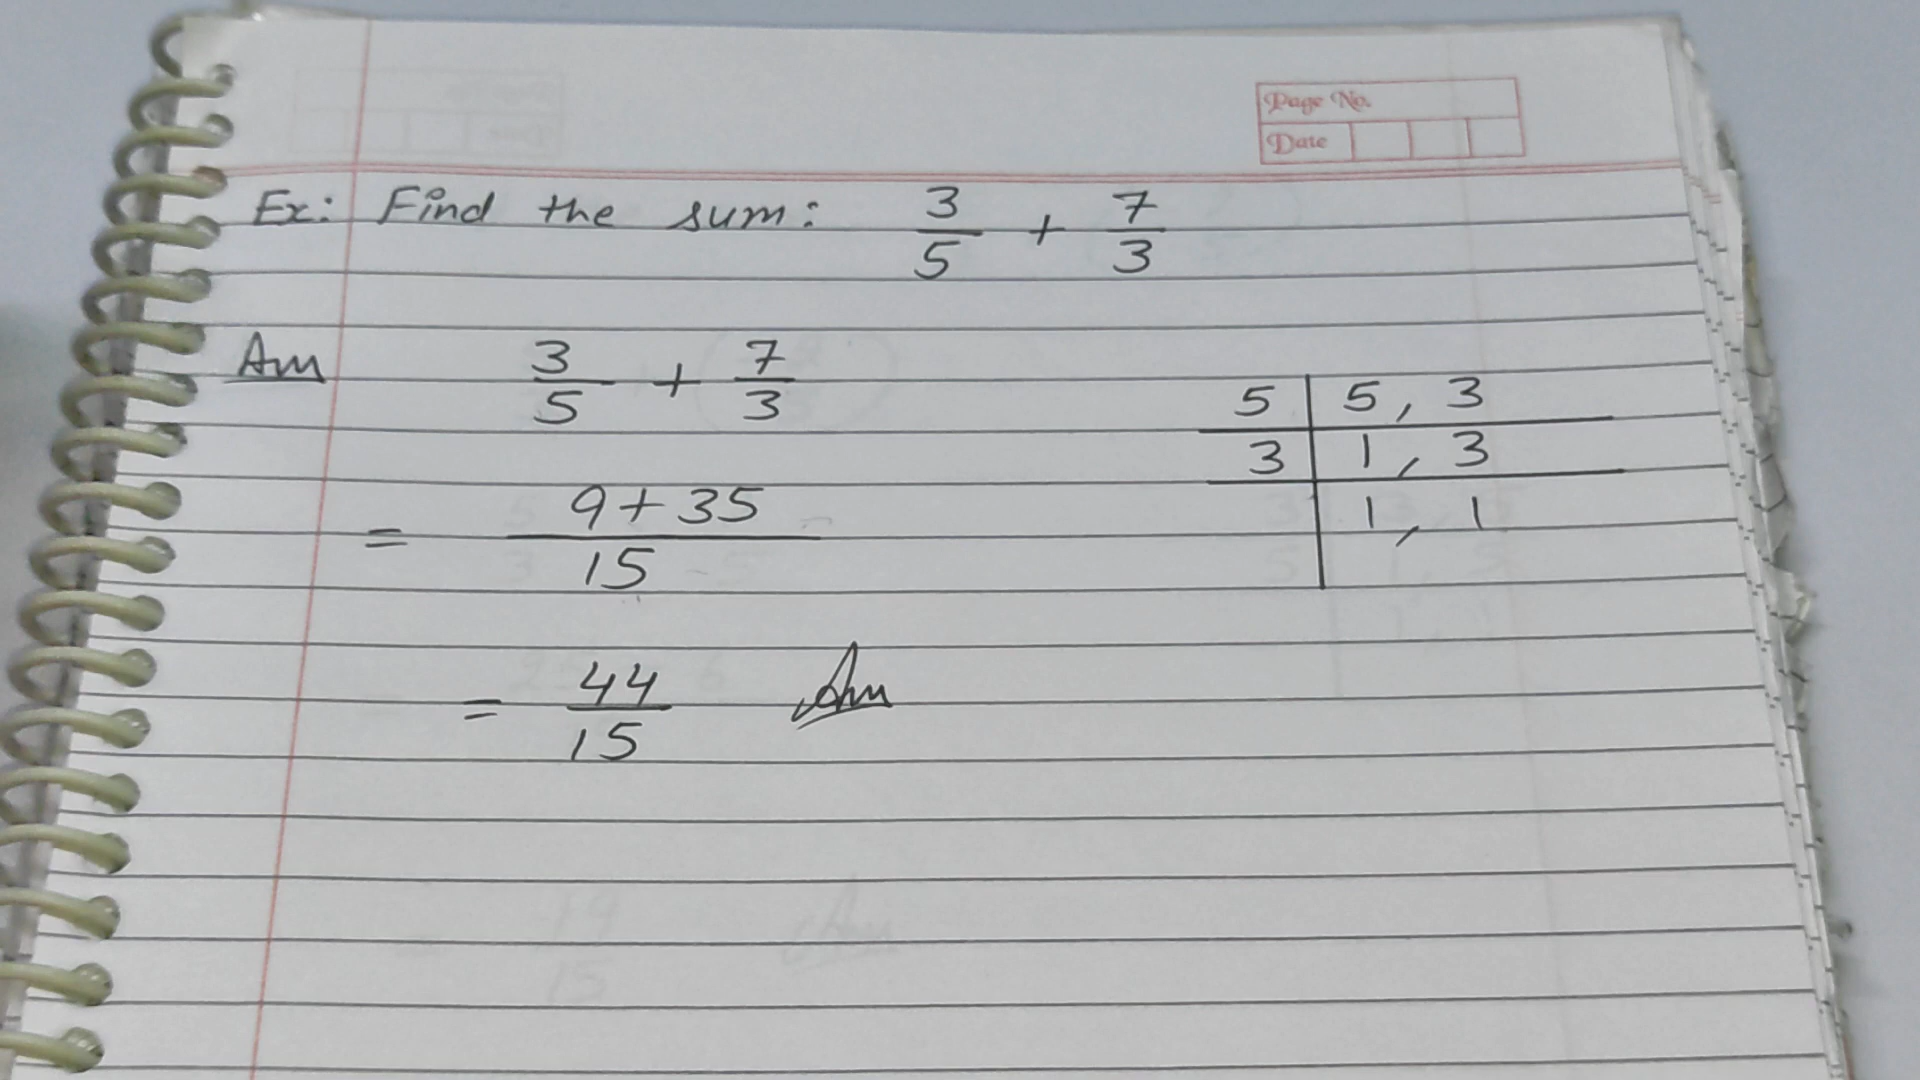 Page No.
Date
Ex: Find the sum: 3/5 + 7/3
Ans 3/5 + 7/3
5 | 5, 3
3 | 1, 3
1, 1
= 9+35/15
= 44/15 Ans